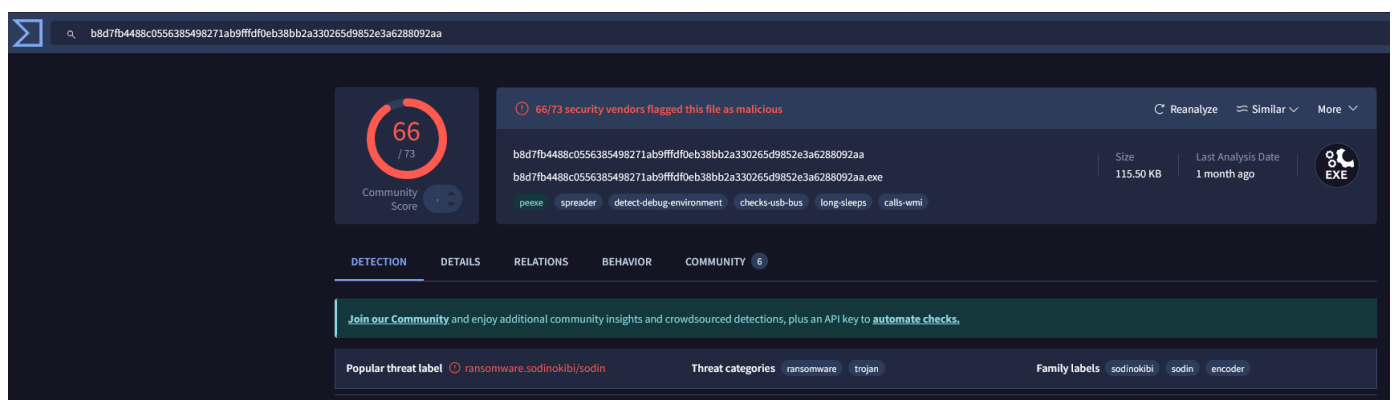 b8d7fb4488c0556385498271ab9fffdf0eb38bb2a330265d9852e3a6288092aa
66
/ 73
Community Score
66/73 security vendors flagged this file as malicious
Reanalyze Similar More
b8d7fb4488c0556385498271ab9fffdf0eb38bb2a330265d9852e3a6288092aa
b8d7fb4488c0556385498271ab9fffdf0eb38bb2a330265d9852e3a6288092aa.exe
Size
115.50 KB
Last Analysis Date
1 month ago
EXE
peexe spreader detect-debug-environment checks-usb-bus long-sleeps calls-wmi
DETECTION DETAILS RELATIONS BEHAVIOR COMMUNITY 6
Join our Community and enjoy additional community insights and crowdsourced detections, plus an API key to automate checks.
Popular threat label ransomware.sodinokibi/sodin Threat categories ransomware trojan Family labels sodinokibi sodin encoder